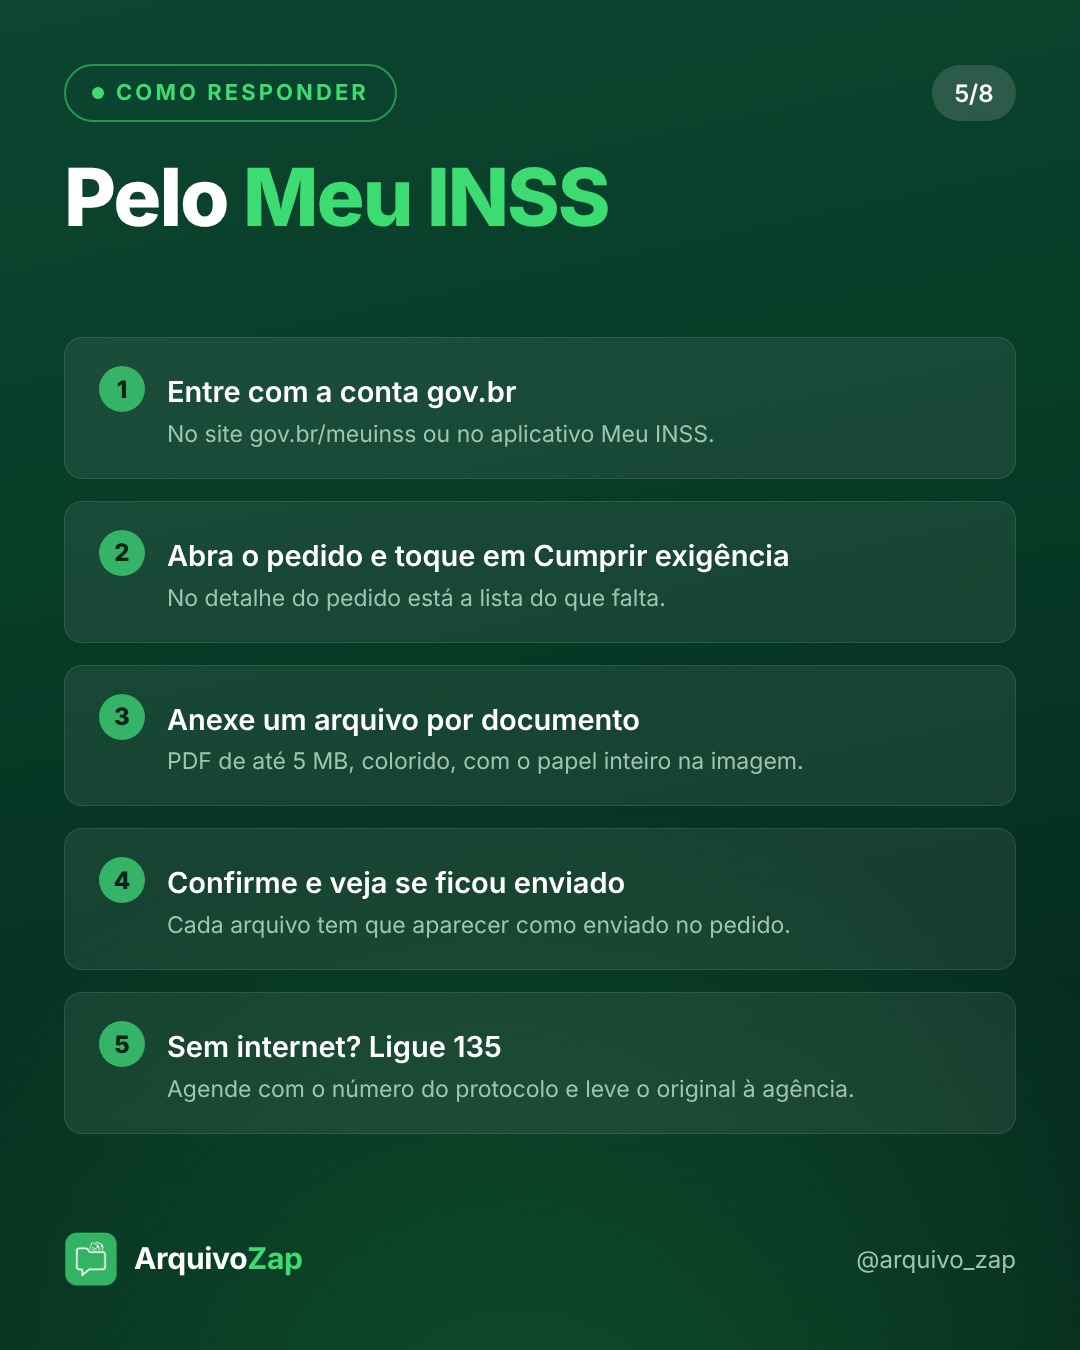 COMO RESPONDER
5/8
Pelo Meu INSS
1 Entre com a conta gov.br
No site gov.br/meuinss ou no aplicativo Meu INSS.
2 Abra o pedido e toque em Cumprir exigência
No detalhe do pedido está a lista do que falta.
3 Anexe um arquivo por documento
PDF de até 5 MB, colorido, com o papel inteiro na imagem.
4 Confirme e veja se ficou enviado
Cada arquivo tem que aparecer como enviado no pedido.
5 Sem internet? Ligue 135
Agende com o número do protocolo e leve o original à agência.
ArquivoZap
@arquivo_zap